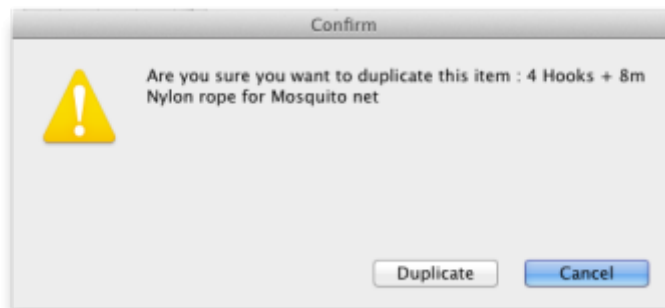 Confirm
Are you sure you want to duplicate this item : 4 Hooks + 8m
Nylon rope for Mosquito net
Duplicate
Cancel